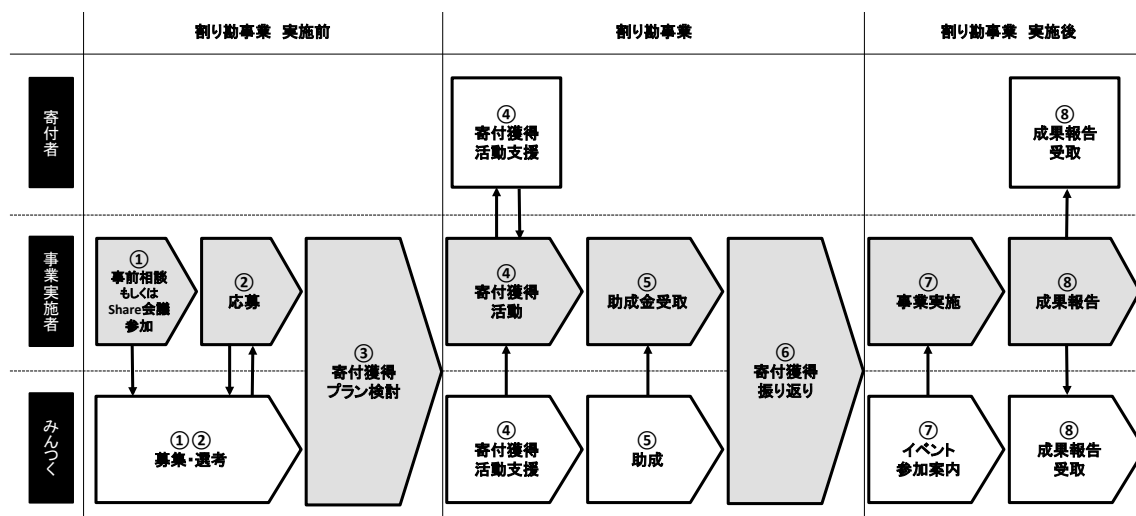 割り勘事業 実施前
割り勘事業
割り勘事業 実施後
寄付者
④
寄付獲得
活動支援
⑧
成果報告
受取
事業実施者
①
事前相談
もしくは
Share会議
参加
②
応募
③
寄付獲得
プラン検討
④
寄付獲得
活動
⑤
助成金受取
⑥
寄付獲得
振り返り
⑦
事業実施
⑧
成果報告
みんつく
①②
募集・選考
④
寄付獲得
活動支援
⑤
助成
⑦
イベント
参加案内
⑧
成果報告
受取